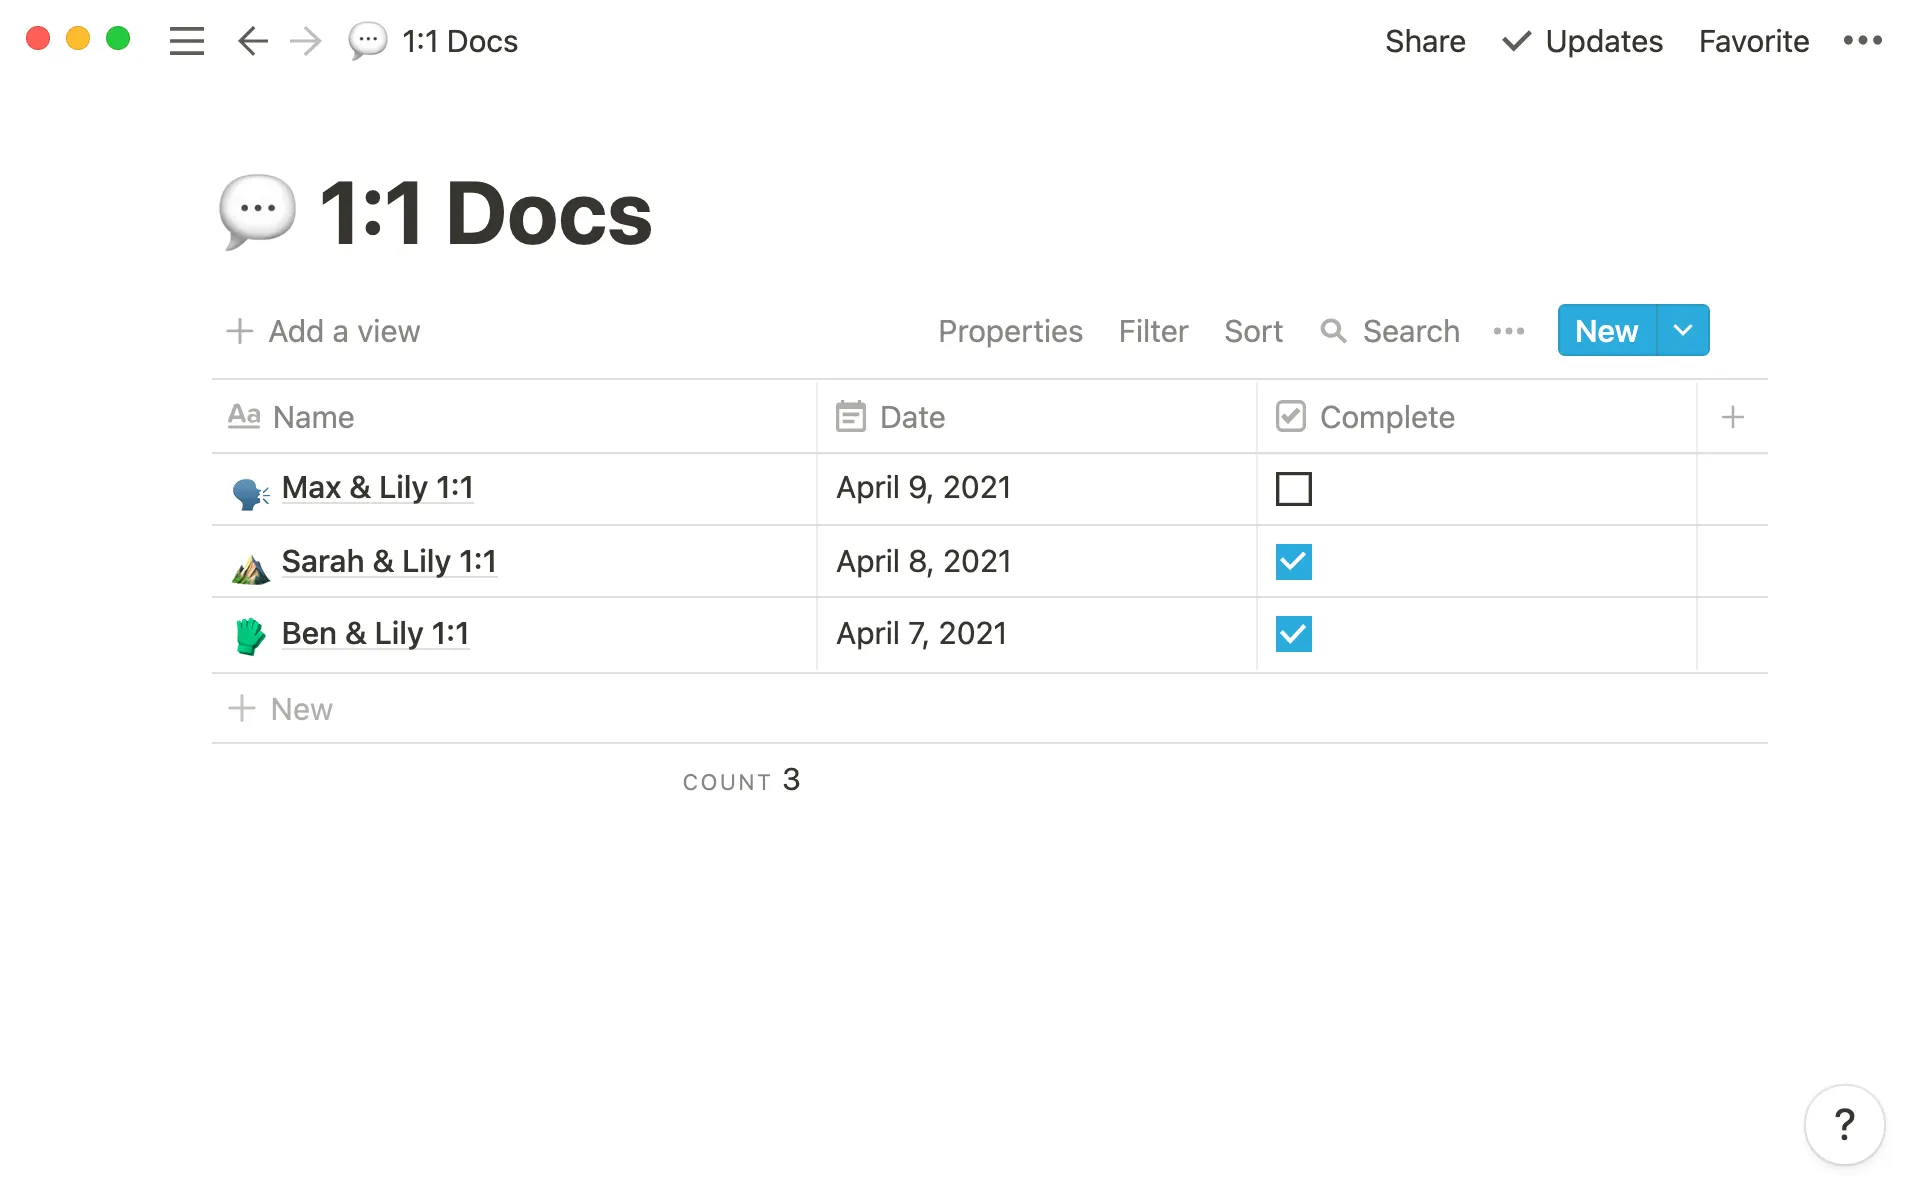 1:1 Docs Share Updates Favorite
1:1 Docs
Add a view Properties Filter Sort Search New
Aa Name Date Complete
Max & Lily 1:1 April 9, 2021
Sarah & Lily 1:1 April 8, 2021
Ben & Lily 1:1 April 7, 2021
New
COUNT 3
?